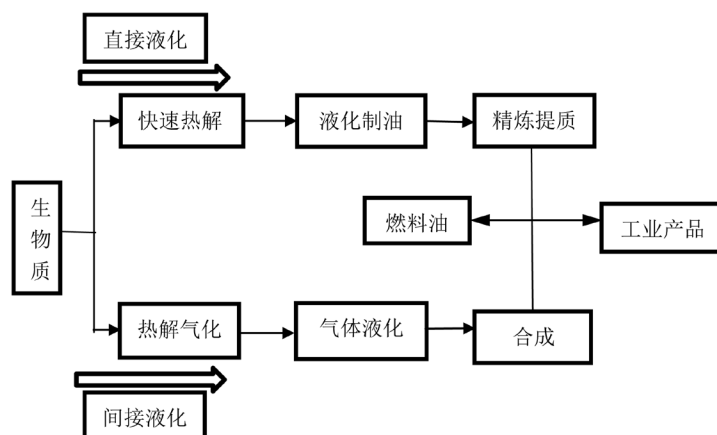 直接液化
快速热解
液化制油
精炼提质
生
物
质
燃料油
工业产品
热解气化
气体液化
合成
间接液化